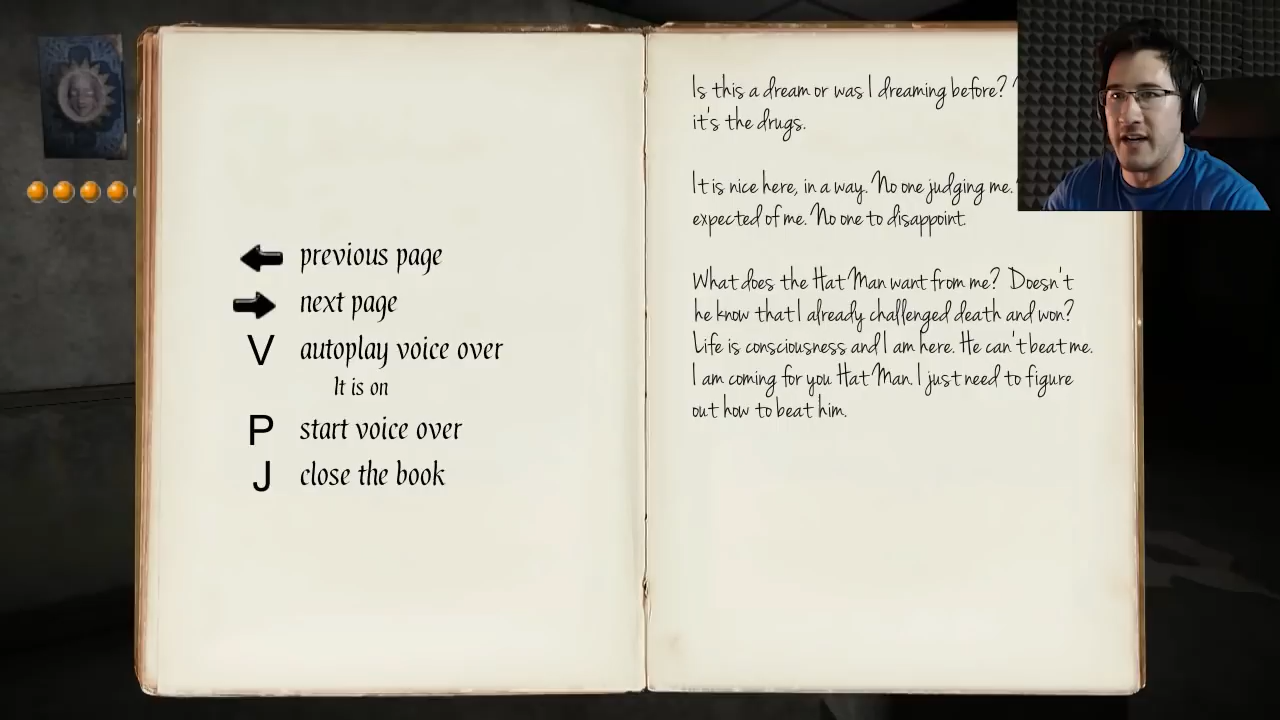 previous page
next page
V autoplay voice over
It is on
P start voice over
J close the book
Is this a dream or was I dreaming before?
it's the drugs.
It is nice here, in a way. No one judging me.
expected of me. No one to disappoint.
What does the Hat Man want from me? Doesn't
he know that I already challenged death and won?
Life is consciousness and I am here. He can't beat me.
I am coming for you Hat Man. I just need to figure
out how to beat him.